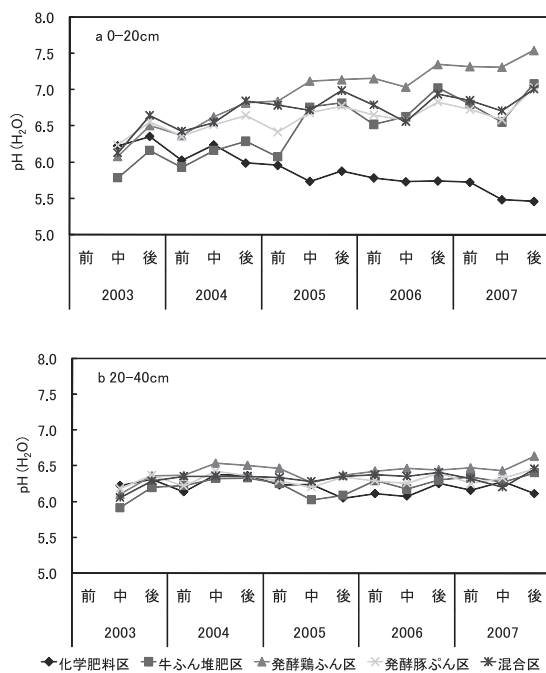 a 0-20cm
pH (H₂O)
8.0
7.5
7.0
6.5
6.0
5.5
5.0
前 中 後 前 中 後 前 中 後 前 中 後 前 中 後
2003 2004 2005 2006 2007
b 20-40cm
pH (H₂O)
8.0
7.5
7.0
6.5
6.0
5.5
5.0
前 中 後 前 中 後 前 中 後 前 中 後 前 中 後
2003 2004 2005 2006 2007
化学肥料区 牛ふん堆肥区 発酵鶏ふん区 発酵豚ぷん区 混合区